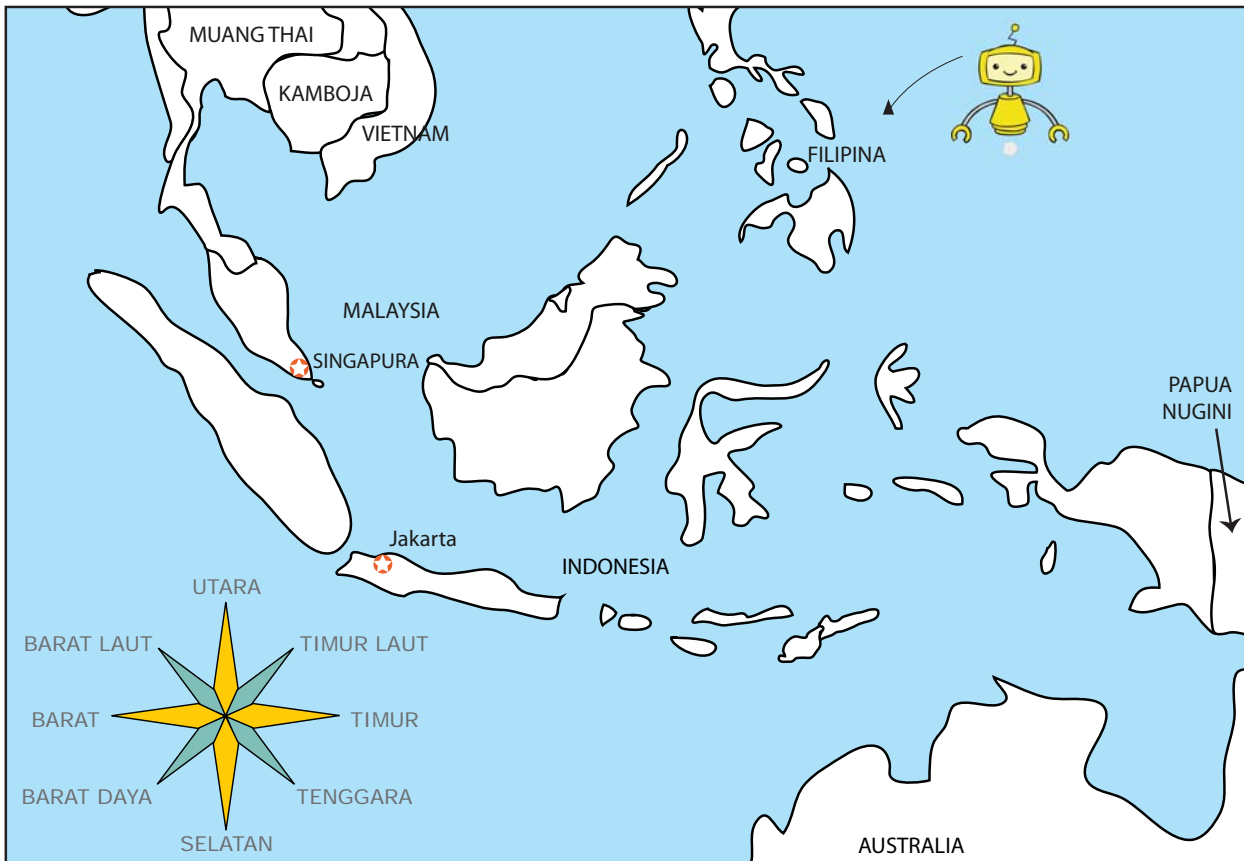 MUANG THAI
KAMBOJA
VIETNAM
FILIPINA
MALAYSIA
SINGAPURA
PAPUA
NUGINI
Jakarta
INDONESIA
UTARA
BARAT LAUT
TIMUR LAUT
BARAT
TIMUR
BARAT DAYA
TENGGARA
SELATAN
AUSTRALIA